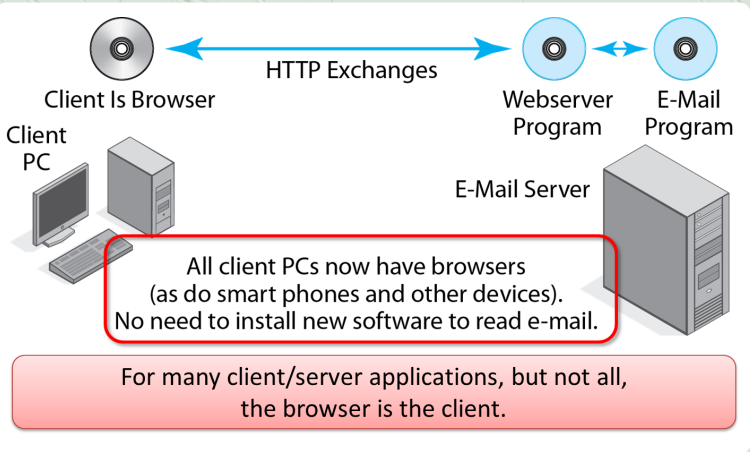 HTTP Exchanges
Client Is Browser
Webserver
Program
E-Mail
Program
Client
PC
E-Mail Server
All client PCs now have browsers
(as do smart phones and other devices).
No need to install new software to read e-mail.
For many client/server applications, but not all,
the browser is the client.